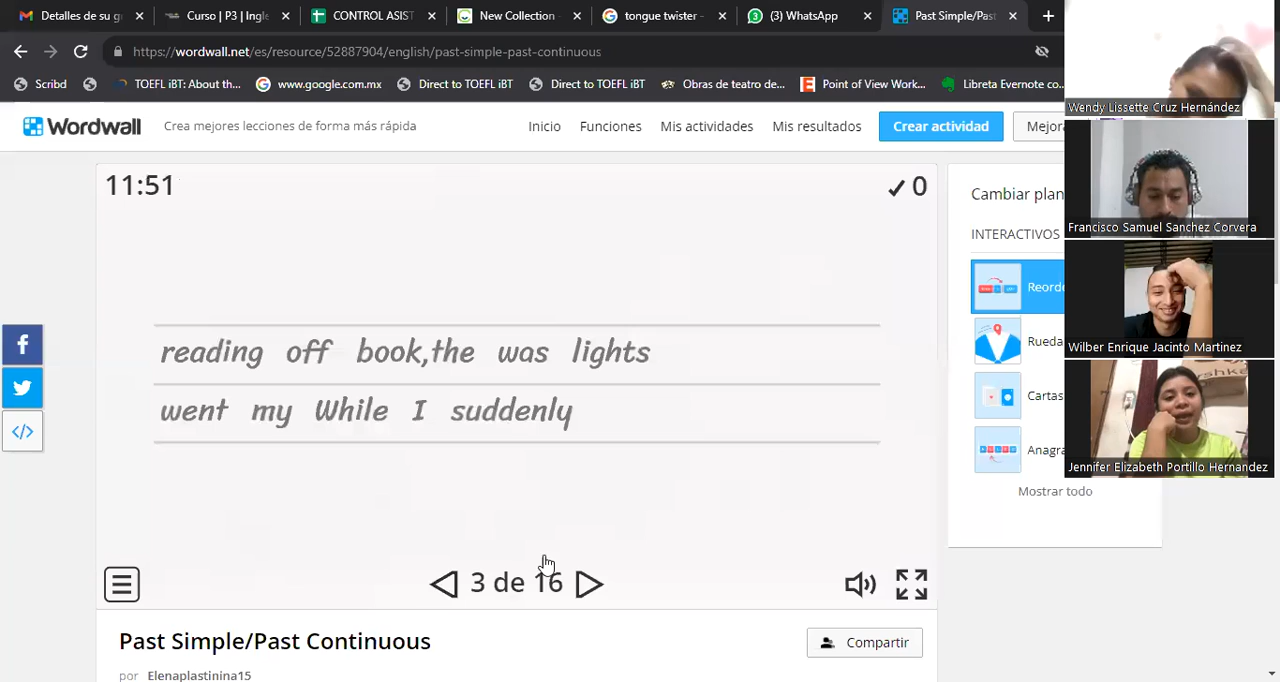 Detalles de su g
Curso | P3 | Ingle
CONTROL ASIST
New Collection -
tongue twister -
(3) WhatsApp
Past Simple/Past
https://wordwall.net/es/resource/52887904/english/past-simple-past-continuous
Scribd
TOEFL iBT: About th...
www.google.com.mx
Direct to TOEFL iBT
Direct to TOEFL iBT
Obras de teatro de...
Point of View Work...
Libreta Evernote co...
Wordwall
Crea mejores lecciones de forma más rápida
Inicio
Funciones
Mis actividades
Mis resultados
Crear actividad
Mejora
11:51
✓ 0
reading off book,the was lights
went my While I suddenly
3 de 16
Past Simple/Past Continuous
Compartir
por Elenaplastinina15
Cambiar plan
INTERACTIVOS
Reorde
Rueda
Cartas
Anagra
Mostrar todo
Wendy Lissette Cruz Hernández
Francisco Samuel Sanchez Corvera
Wilber Enrique Jacinto Martinez
Jennifer Elizabeth Portillo Hernandez